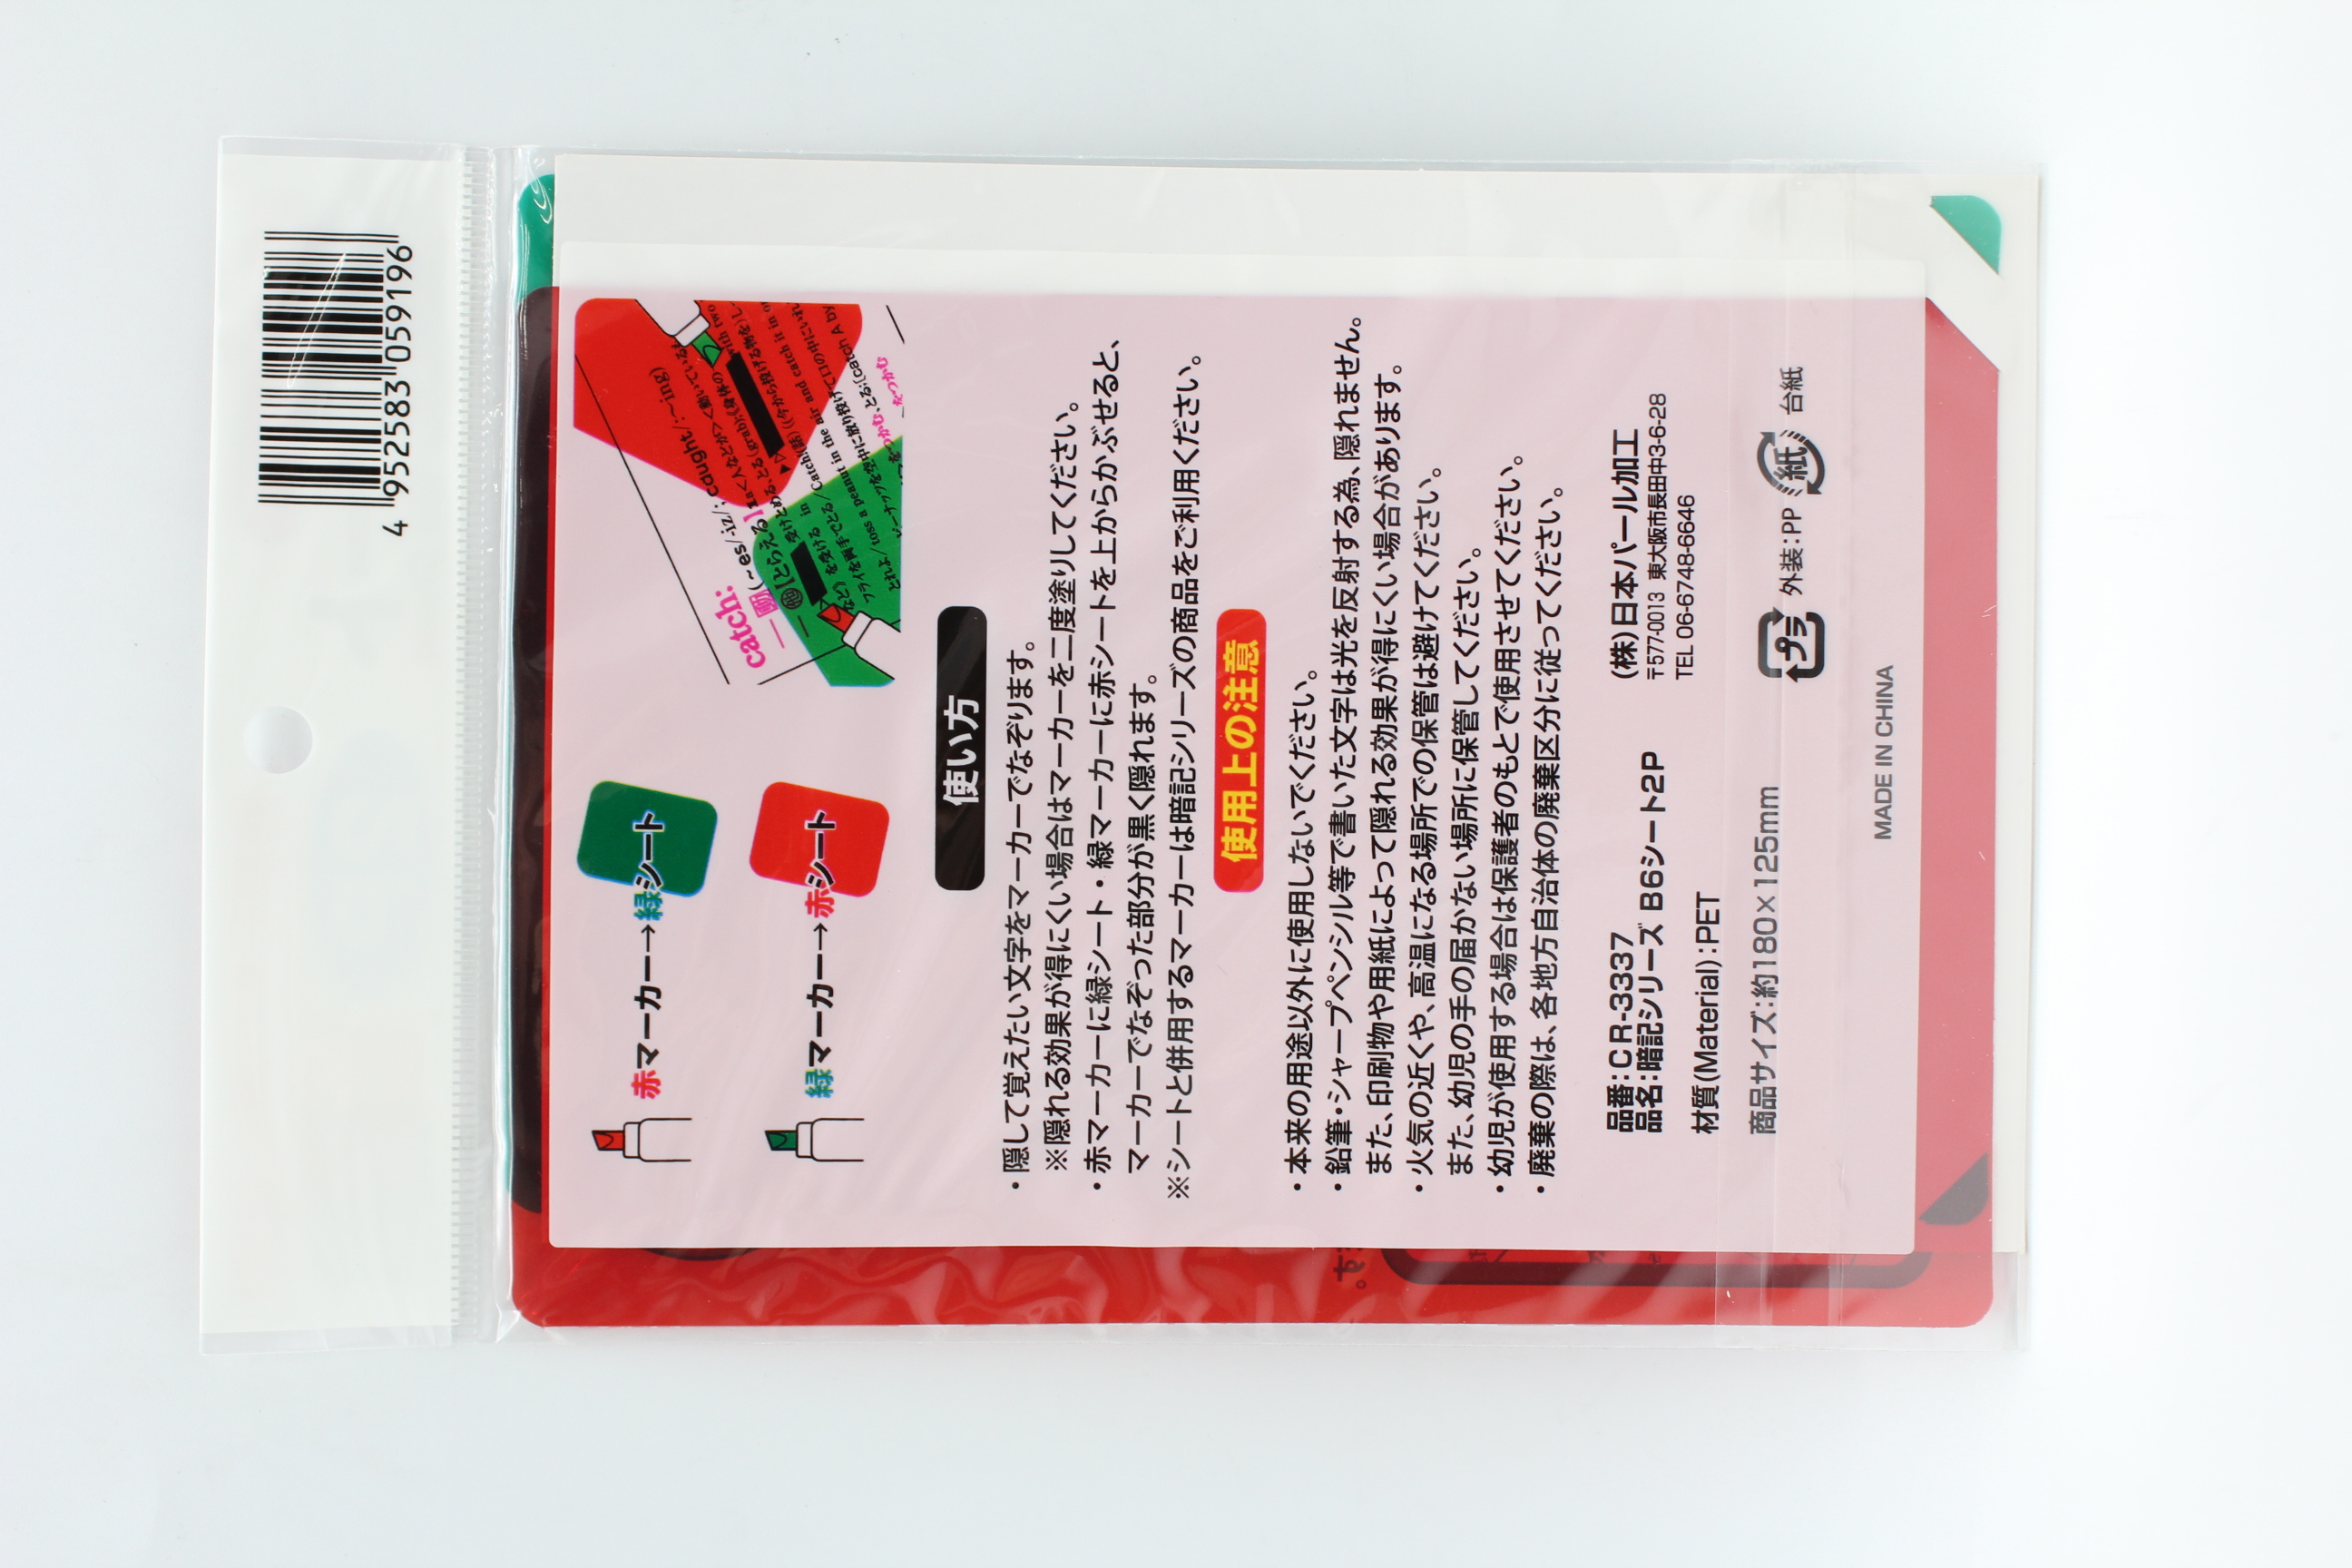 4 952583 059196
赤マーカー→緑シート
緑マーカー→赤シート
catch:
使い方
・隠して覚えたい文字をマーカーでなぞります。
※隠れる効果が得にくい場合はマーカーを二度塗りしてください。
・赤マーカーに緑シート・緑マーカーに赤シートを上からかぶせると、
マーカーでなぞった部分が黒く隠れます。
※シートと併用するマーカーは暗記シリーズの商品をご利用ください。
使用上の注意
・本来の用途以外に使用しないでください。
・鉛筆・シャープペンシル等で書いた文字は光を反射する為、隠れません。
また、印刷物や用紙によって隠れる効果が得にくい場合があります。
・火気の近くや、高温になる場所での保管は避けてください。
また、幼児の手の届かない場所に保管してください。
・幼児が使用する場合は保護者のもとで使用させてください。
・廃棄の際は、各地方自治体の廃棄区分に従ってください。
品番：CR-3337
品名：暗記シリーズ B6シート2P
材質(Material)：PET
商品サイズ：約180×125mm
(株)日本パール加工
〒577-0013 東大阪市長田中3-6-28
TEL 06-6748-6646
プラ 外装：PP 紙 台紙
MADE IN CHINA